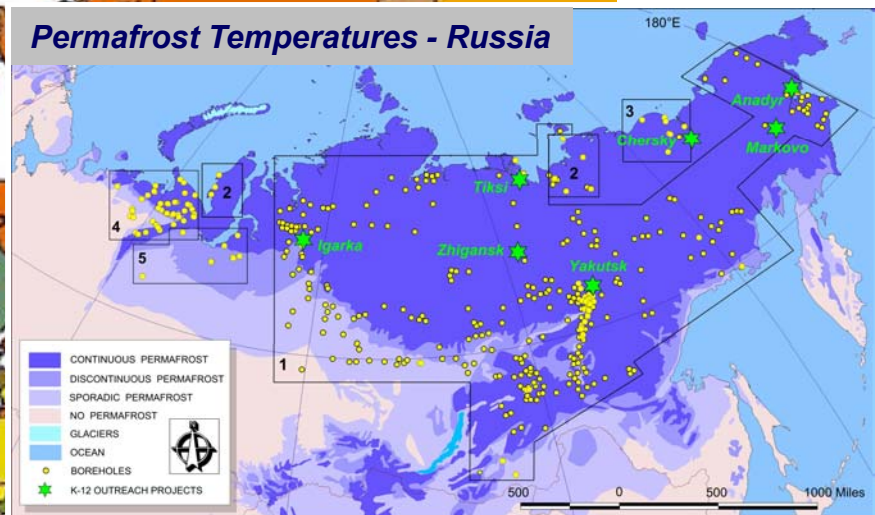 Permafrost Temperatures - Russia
180°E
Anadyr
3
Chersky
Markovo
2
Tiksi
2
4
Igarka
Zhigansk
5
Yakutsk
1
CONTINUOUS PERMAFROST
DISCONTINUOUS PERMAFROST
SPORADIC PERMAFROST
NO PERMAFROST
GLACIERS
OCEAN
BOREHOLES
K-12 OUTREACH PROJECTS
500 0 500 1000 Miles